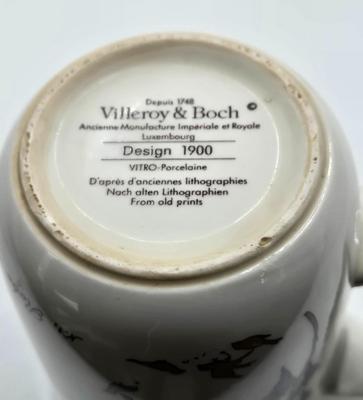 Depuis 1748
Villeroy & Boch ©
Ancienne Manufacture Impériale et Royale
Luxembourg
Design 1900
VITRO-Porcelaine
D'après d'anciennes lithographies
Nach alten Lithographien
From old prints